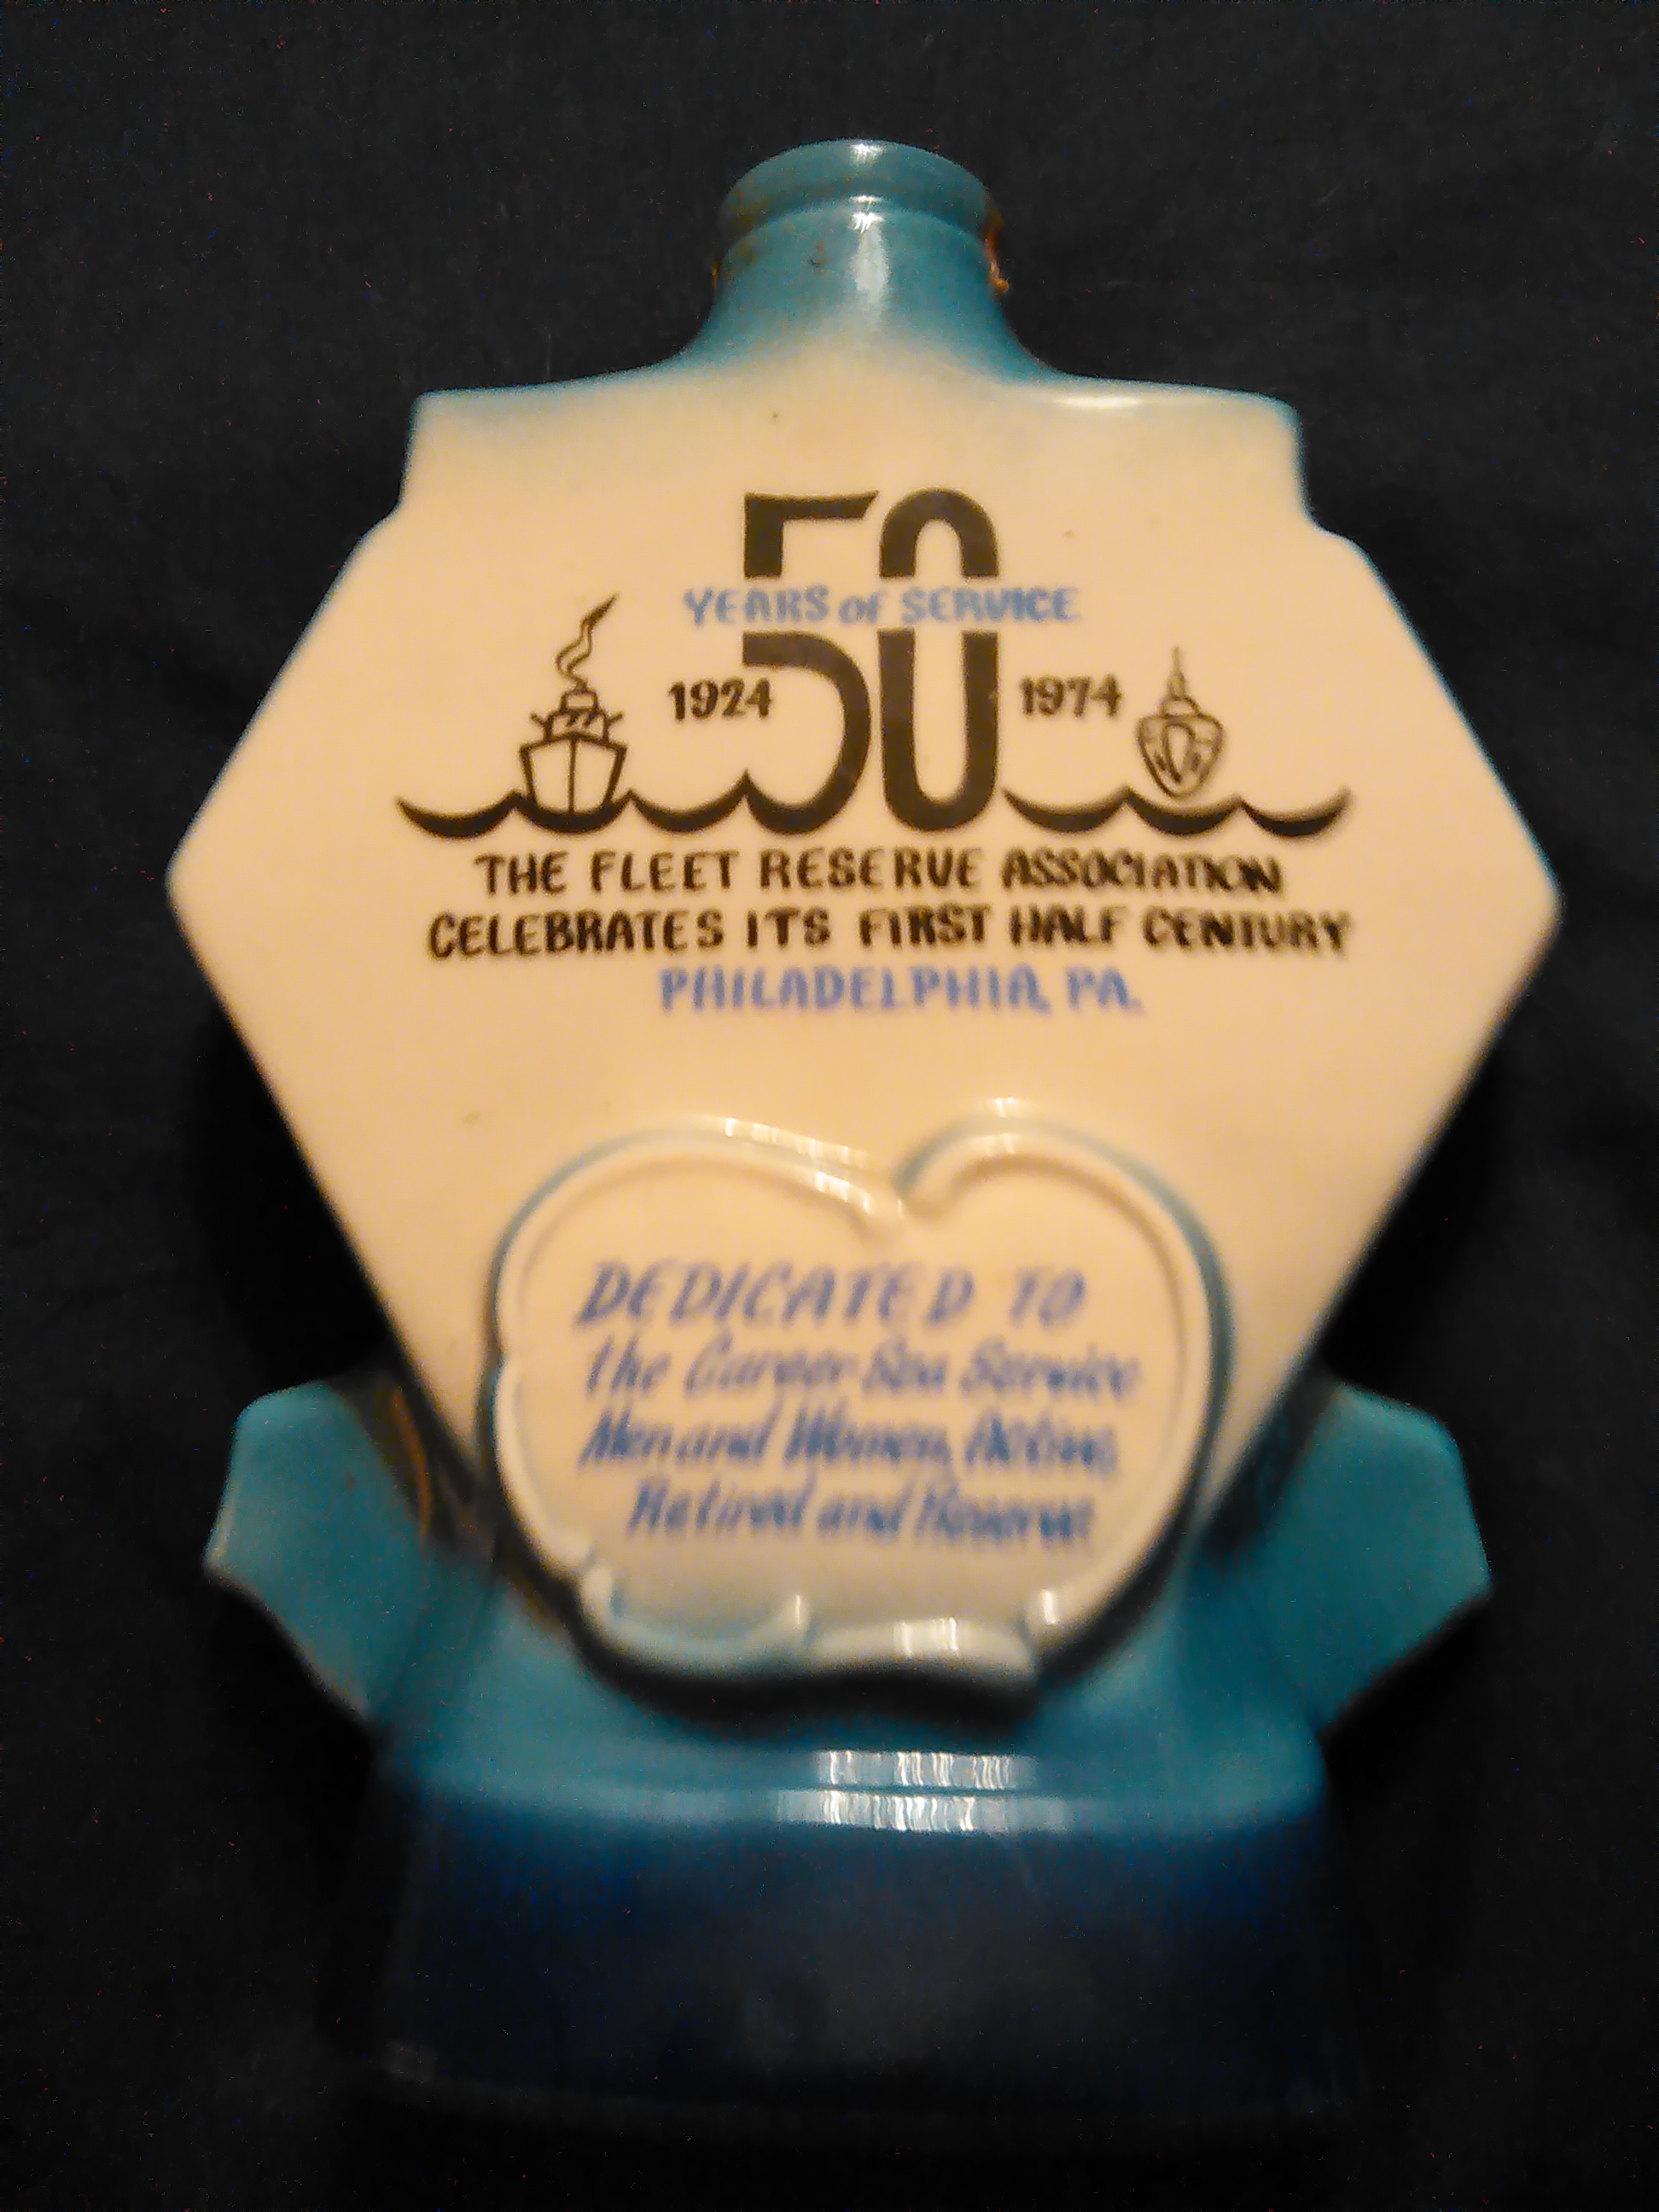 50
YEARS OF SERVICE
1924 1974
THE FLEET RESERVE ASSOCIATION
CELEBRATES ITS FIRST HALF CENTURY
PHILADELPHIA, PA.
DEDICATED TO
the Career Sea Service
Men and Women, Active,
Retired and Reserve